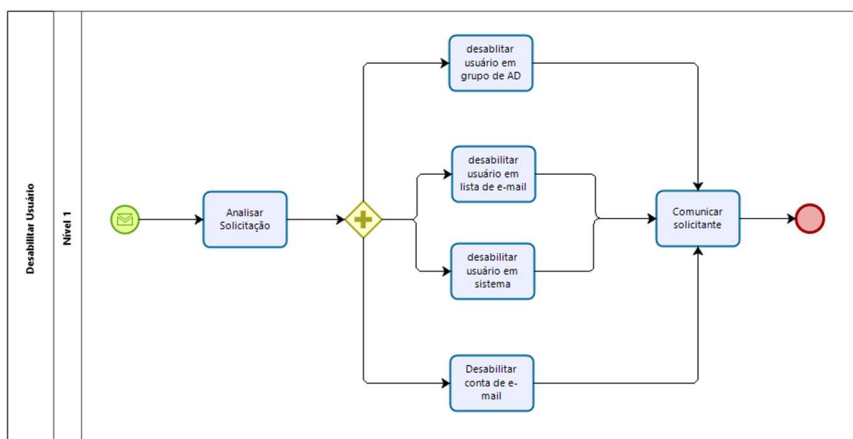 Desabilitar Usuário
Nível 1
Analisar
Solicitação
desablitar
usuário em
grupo de AD
desabilitar
usuário em
lista de e-mail
desabilitar
usuário em
sistema
Desabilitar
conta de e-
mail
Comunicar
solicitante